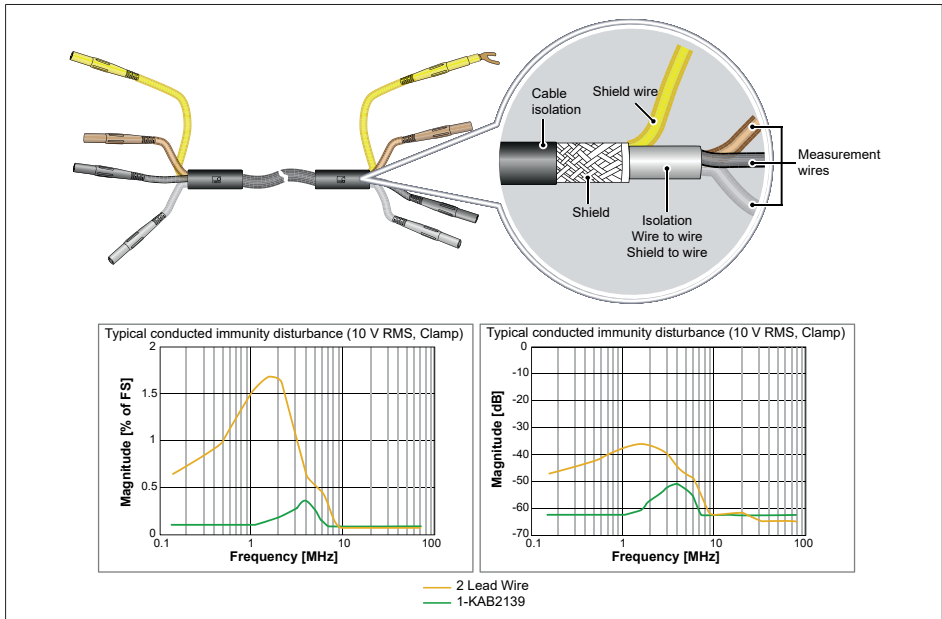 Cable
isolation
Shield wire
Measurement
wires
Shield
Isolation
Wire to wire
Shield to wire
Typical conducted immunity disturbance (10 V RMS, Clamp)
2
1.5
1
0.5
0
Magnitude [% of FS]
0.1
1
10
100
Frequency [MHz]
Typical conducted immunity disturbance (10 V RMS, Clamp)
0
-10
-20
-30
-40
-50
-60
-70
Magnitude [dB]
0.1
1
10
100
Frequency [MHz]
2 Lead Wire
1-KAB2139